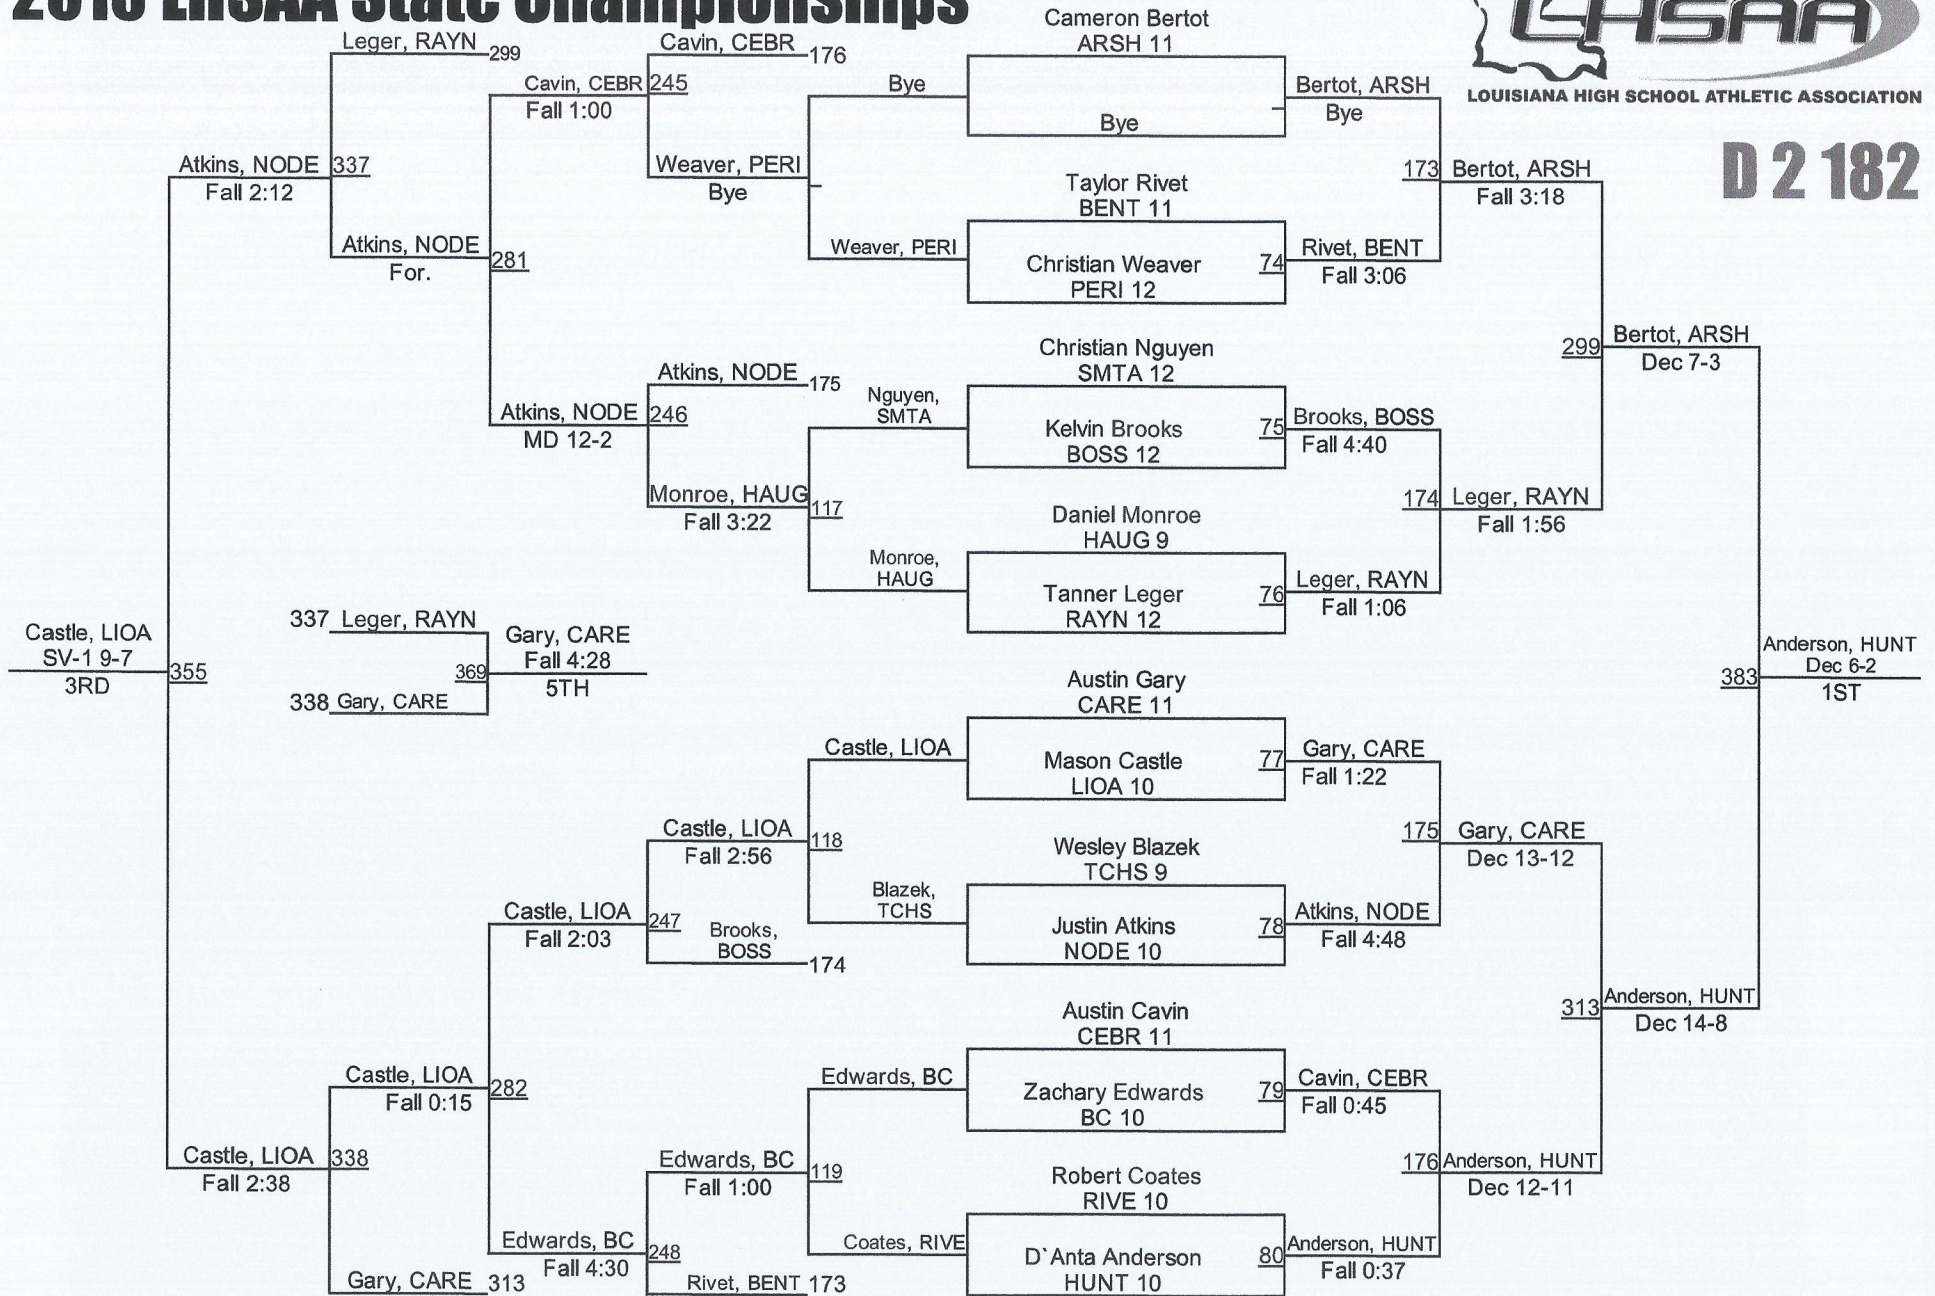 2016 LHSAA State Championships
LHSAA
LOUISIANA HIGH SCHOOL ATHLETIC ASSOCIATION
D 2 182
Cameron Bertot
ARSH 11
Bye
Taylor Rivet
BENT 11
Christian Weaver
PERI 12
74
Christian Nguyen
SMTA 12
Kelvin Brooks
BOSS 12
75
Daniel Monroe
HAUG 9
Tanner Leger
RAYN 12
76
Austin Gary
CARE 11
Mason Castle
LIOA 10
77
Wesley Blazek
TCHS 9
Justin Atkins
NODE 10
78
Austin Cavin
CEBR 11
Zachary Edwards
BC 10
79
Robert Coates
RIVE 10
D`Anta Anderson
HUNT 10
80
Bertot, ARSH
Bye
Rivet, BENT
Fall 3:06
Brooks, BOSS
Fall 4:40
Leger, RAYN
Fall 1:06
Gary, CARE
Fall 1:22
Atkins, NODE
Fall 4:48
Cavin, CEBR
Fall 0:45
Anderson, HUNT
Fall 0:37
173
Bertot, ARSH
Fall 3:18
174
Leger, RAYN
Fall 1:56
175
Gary, CARE
Dec 13-12
176
Anderson, HUNT
Dec 12-11
299
Bertot, ARSH
Dec 7-3
313
Anderson, HUNT
Dec 14-8
383
Anderson, HUNT
Dec 6-2
1ST
Bye
Weaver, PERI
Nguyen,
SMTA
Monroe,
HAUG
Castle, LIOA
Blazek,
TCHS
Edwards, BC
Coates, RIVE
Cavin, CEBR 176
Weaver, PERI
Bye
Atkins, NODE 175
Monroe, HAUG 117
Fall 3:22
Castle, LIOA 118
Fall 2:56
Brooks,
BOSS 174
Edwards, BC 119
Fall 1:00
Rivet, BENT 173
Cavin, CEBR 245
Fall 1:00
Atkins, NODE 246
MD 12-2
Castle, LIOA 247
Fall 2:03
Edwards, BC 248
Fall 4:30
Leger, RAYN 299
Atkins, NODE 281
For.
Castle, LIOA 282
Fall 0:15
Gary, CARE 313
Atkins, NODE 337
Fall 2:12
Castle, LIOA 338
Fall 2:38
337 Leger, RAYN
338 Gary, CARE
369
Gary, CARE
Fall 4:28
5TH
Castle, LIOA
SV-1 9-7
3RD
355